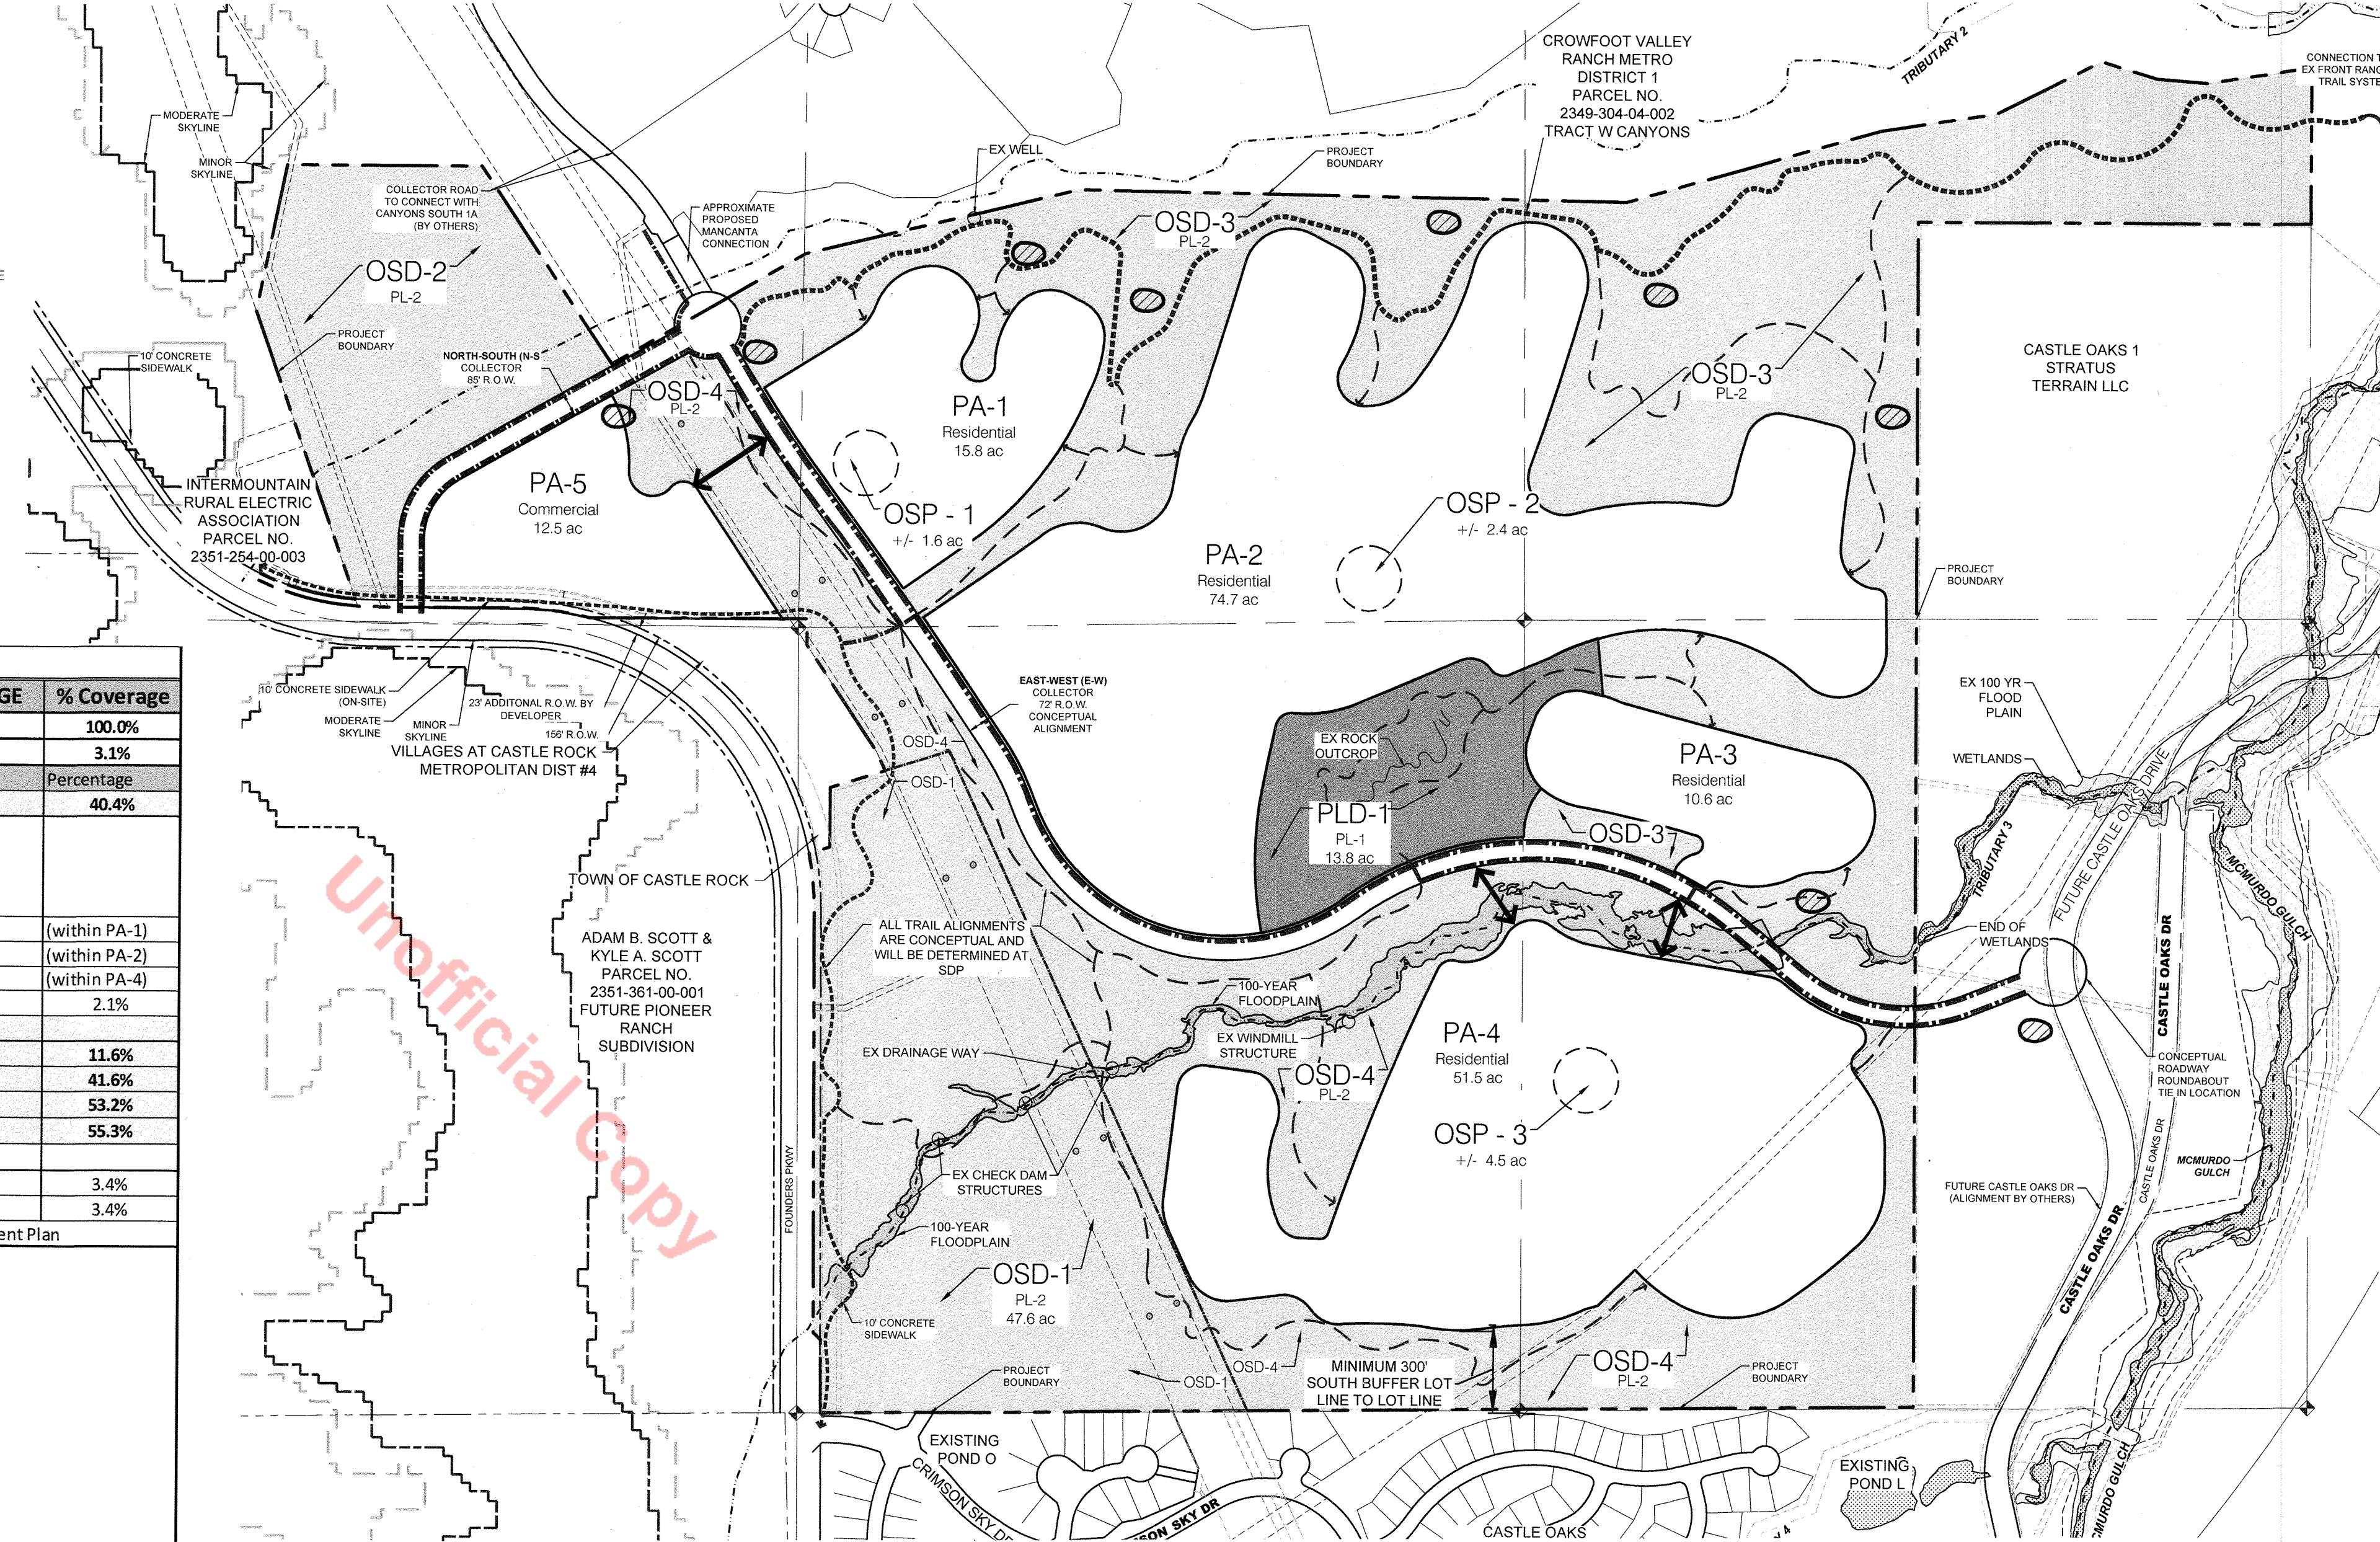 CROWFOOT VALLEY
RANCH METRO
DISTRICT 1
PARCEL NO.
2349-304-04-002
TRACT W CANYONS
TRIBUTARY 2
MODERATE
SKYLINE
MINOR
SKYLINE
COLLECTOR ROAD
TO CONNECT WITH
CANYONS SOUTH 1A
(BY OTHERS)
OSD-2
PL-2
PROJECT
BOUNDARY
10' CONCRETE
SIDEWALK
NORTH-SOUTH (N-S
COLLECTOR
85' R.O.W.
APPROXIMATE
PROPOSED
MANCANTA
CONNECTION
EX WELL
PROJECT
BOUNDARY
OSD-3
PL-2
OSD-4
PL-2
PA-1
Residential
15.8 ac
OSP - 1
+/- 1.6 ac
PA-5
Commercial
12.5 ac
INTERMOUNTAIN
RURAL ELECTRIC
ASSOCIATION
PARCEL NO.
2351-254-00-003
OSP - 2
+/- 2.4 ac
PA-2
Residential
74.7 ac
OSD-3
PL-2
CASTLE OAKS 1
STRATUS
TERRAIN LLC
PROJECT
BOUNDARY
% Coverage
100.0%
3.1%
Percentage
40.4%
(within PA-1)
(within PA-2)
(within PA-4)
2.1%
11.6%
41.6%
53.2%
55.3%
3.4%
3.4%
10' CONCRETE SIDEWALK
(ON-SITE)
MODERATE
SKYLINE
MINOR
SKYLINE
23' ADDITONAL R.O.W. BY
DEVELOPER
156' R.O.W.
VILLAGES AT CASTLE ROCK
METROPOLITAN DIST #4
EAST-WEST (E-W)
COLLECTOR
72' R.O.W.
CONCEPTUAL
ALIGNMENT
OSD-4
OSD-1
EX ROCK
OUTCROP
PLD-1
PL-1
13.8 ac
PA-3
Residential
10.6 ac
OSD-3
EX 100 YR
FLOOD
PLAIN
WETLANDS
FUTURE CASTLE OAKS DRIVE
TRIBUTARY 3
MCMURDO GULCH
END OF
WETLANDS
CASTLE OAKS DR
TOWN OF CASTLE ROCK
ADAM B. SCOTT &
KYLE A. SCOTT
PARCEL NO.
2351-361-00-001
FUTURE PIONEER
RANCH
SUBDIVISION
Unofficial Copy
ALL TRAIL ALIGNMENTS
ARE CONCEPTUAL AND
WILL BE DETERMINED AT
SDP
100-YEAR
FLOODPLAIN
EX WINDMILL
STRUCTURE
EX DRAINAGE WAY
OSD-4
PL-2
PA-4
Residential
51.5 ac
OSP - 3
+/- 4.5 ac
EX CHECK DAM
STRUCTURES
100-YEAR
FLOODPLAIN
FOUNDERS PKWY
OSD-1
PL-2
47.6 ac
10' CONCRETE
SIDEWALK
CONCEPTUAL
ROADWAY
ROUNDABOUT
TIE IN LOCATION
MCMURDO
GULCH
CASTLE OAKS DR
FUTURE CASTLE OAKS DR
(ALIGNMENT BY OTHERS)
CASTLE OAKS DR
PROJECT
BOUNDARY
OSD-4
OSD-1
MINIMUM 300'
SOUTH BUFFER LOT
LINE TO LOT LINE
OSD-4
PL-2
PROJECT
BOUNDARY
EXISTING
POND O
CRIMSON SKY
SKY DR
CASTLE OAKS
EXISTING
POND L
GULCH